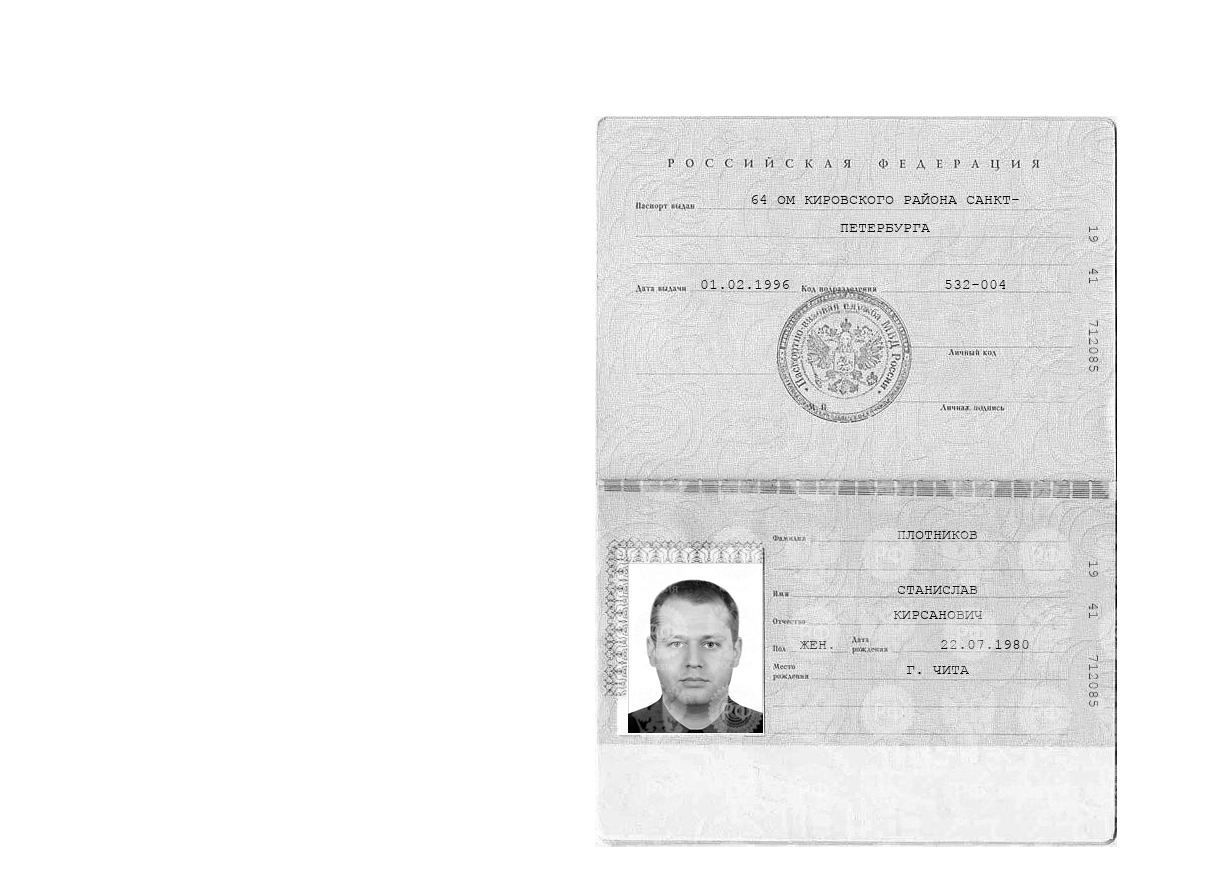 РОССИЙСКАЯ ФЕДЕРАЦИЯ
Паспорт выдан 64 ОМ КИРОВСКОГО РАЙОНА САНКТ-
ПЕТЕРБУРГА
Дата выдачи 01.02.1996 Код подразделения 532-004
19 41 712085
Паспортно-визовая служба МВД России
Личный код
М.П.
Личная подпись
Фамилия ПЛОТНИКОВ
Имя СТАНИСЛАВ
Отчество КИРСАНОВИЧ
Пол ЖЕН. Дата рождения 22.07.1980
Место рождения Г. ЧИТА
19 41 712085
РФ